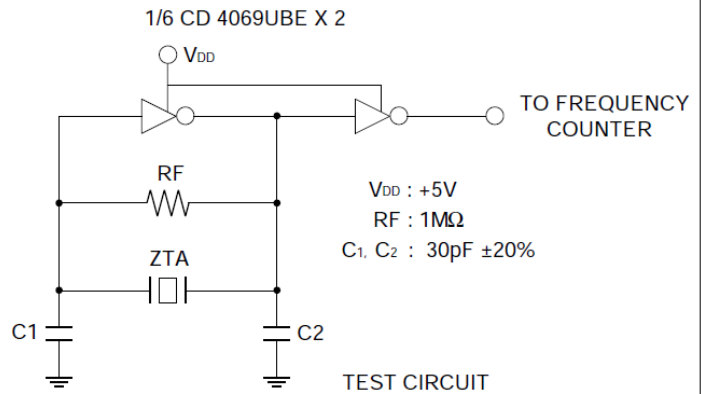 1/6 CD 4069UBE X 2
VDD
TO FREQUENCY
COUNTER
RF
VDD : +5V
RF : 1MΩ
C1, C2 : 30pF ±20%
ZTA
C1
C2
TEST CIRCUIT